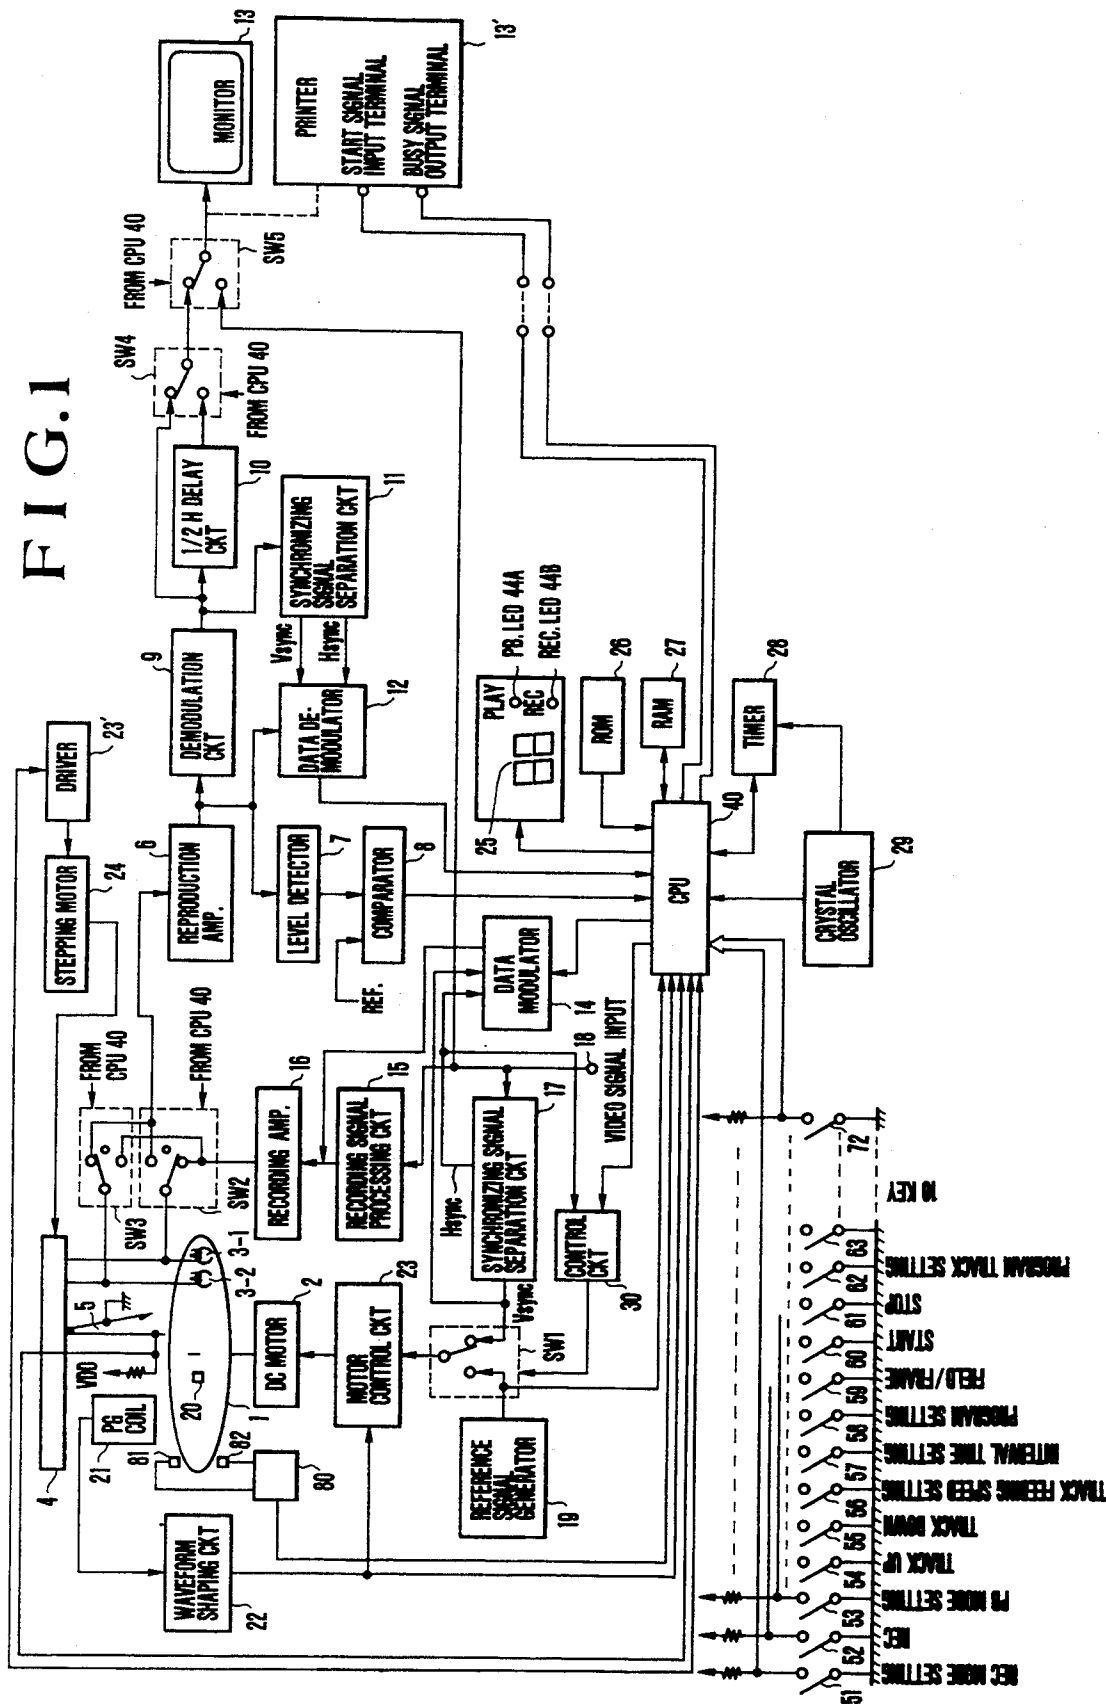 FIG.1
MONITOR
13
PRINTER
START SIGNAL
INPUT TERMINAL
BUSY SIGNAL
OUTPUT TERMINAL
13'
FROM CPU 40
SW5
SW4
FROM CPU 40
1/2 H DELAY
CKT
10
SYNCHRONIZING
SIGNAL
SEPARATION CKT
11
Vsync
Hsync
DEMODULATION
CKT
9
DATA DE-
MODULATOR
12
DRIVER
23'
STEPPING MOTOR
24
REPRODUCTION
AMP.
6
LEVEL DETECTOR
7
COMPARATOR
8
REF.
PLAY
REC
25
PB.LED 44A
REC.LED 44B
ROM
26
RAM
27
TIMER
28
CPU
40
CRYSTAL
OSCILLATOR
29
DATA
MODULATOR
14
FROM
CPU 40
FROM CPU 40
SW3
SW2
RECORDING AMP.
16
RECORDING SIGNAL
PROCESSING CKT
15
SYNCHRONIZING SIGNAL
SEPARATION CKT
17
18
VIDEO SIGNAL INPUT
Hsync
Vsync
CONTROL
CKT
30
SW1
4
5
3-1
3-2
VDD
20
1
DC MOTOR
2
MOTOR
CONTROL CKT
23
PG
COIL
21
81
82
80
WAVEFORM
SHAPING CKT
22
REFERENCE
SIGNAL
GENERATOR
19
51
REC MODE SETTING
52
REC
53
PB MODE SETTING
54
TRACK UP
55
TRACK DOWN
56
TRACK FEEDING SPEED SETTING
57
INTERVAL TIME SETTING
58
PROGRAM SETTING
59
FIELD/FRAME
60
START
61
STOP
62
PROGRAM TRACK SETTING
63
10 KEY
72